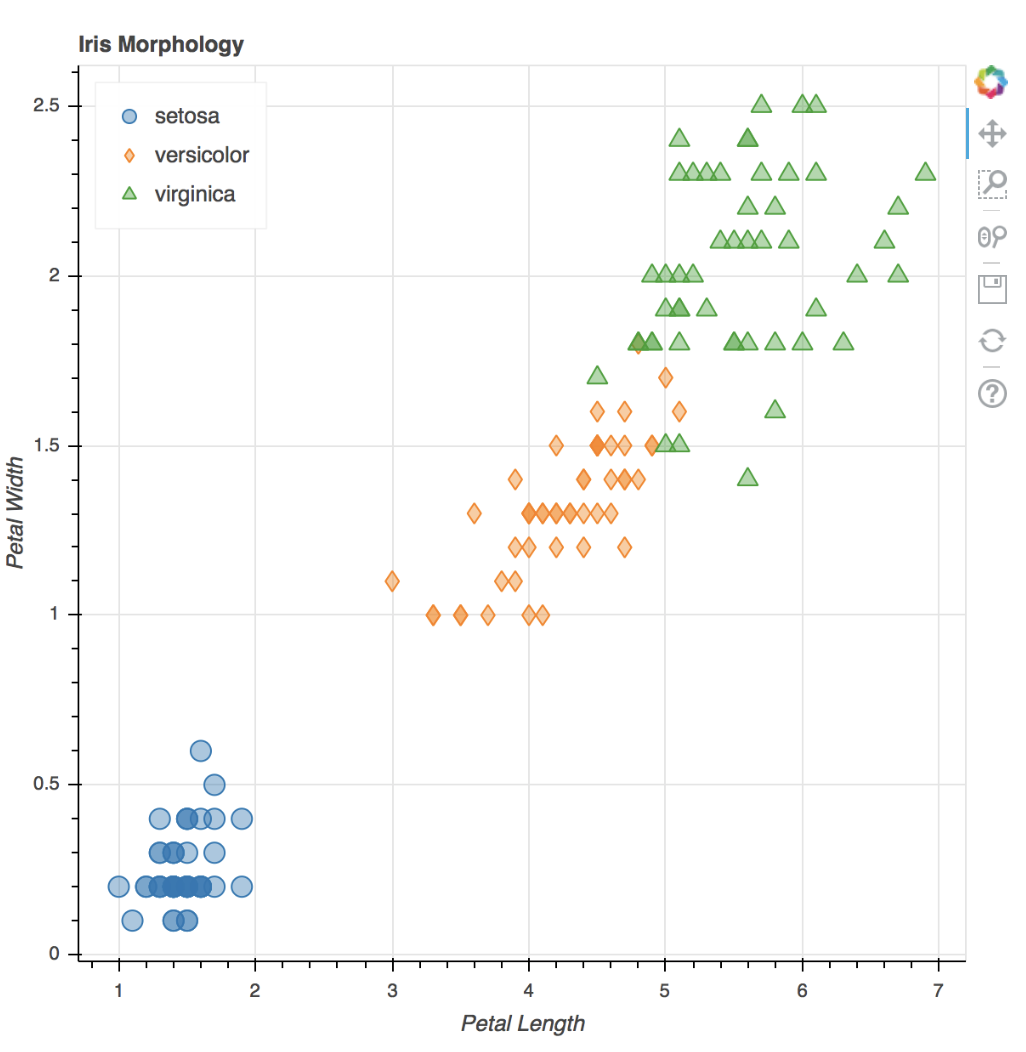 Iris Morphology
setosa
versicolor
virginica
2.5
2
1.5
1
0.5
0
Petal Width
1 2 3 4 5 6 7
Petal Length